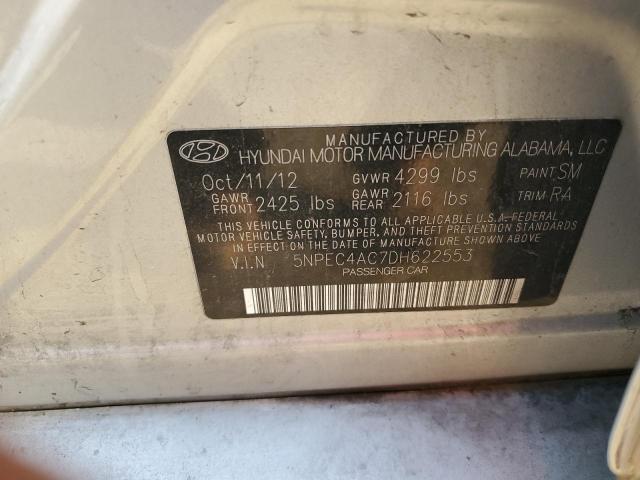 MANUFACTURED BY
HYUNDAI MOTOR MANUFACTURING ALABAMA, LLC
Oct/11/12 GVWR 4299 lbs PAINT SM
GAWR FRONT 2425 lbs GAWR REAR 2116 lbs TRIM RA
THIS VEHICLE CONFORMS TO ALL APPLICABLE U.S.A. FEDERAL
MOTOR VEHICLE SAFETY, BUMPER, AND THEFT PREVENTION STANDARDS
IN EFFECT ON THE DATE OF MANUFACTURE SHOWN ABOVE.
V.I.N 5NPEC4AC7DH622553
PASSENGER CAR